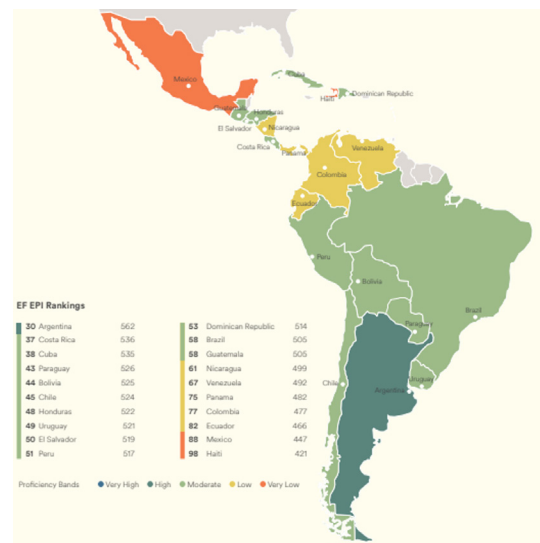 Mexico
Cuba
Haiti
Dominican Republic
Guatemala
Honduras
El Salvador
Nicaragua
Costa Rica
Panama
Venezuela
Colombia
Ecuador
Peru
Bolivia
Brazil
Paraguay
Chile
Uruguay
Argentina
EF EPI Rankings
30 Argentina 562
37 Costa Rica 536
38 Cuba 535
43 Paraguay 526
44 Bolivia 525
45 Chile 524
48 Honduras 522
49 Uruguay 521
50 El Salvador 519
51 Peru 517
53 Dominican Republic 514
58 Brazil 505
58 Guatemala 505
61 Nicaragua 499
67 Venezuela 492
75 Panama 482
77 Colombia 477
82 Ecuador 466
88 Mexico 447
98 Haiti 421
Proficiency Bands Very High High Moderate Low Very Low